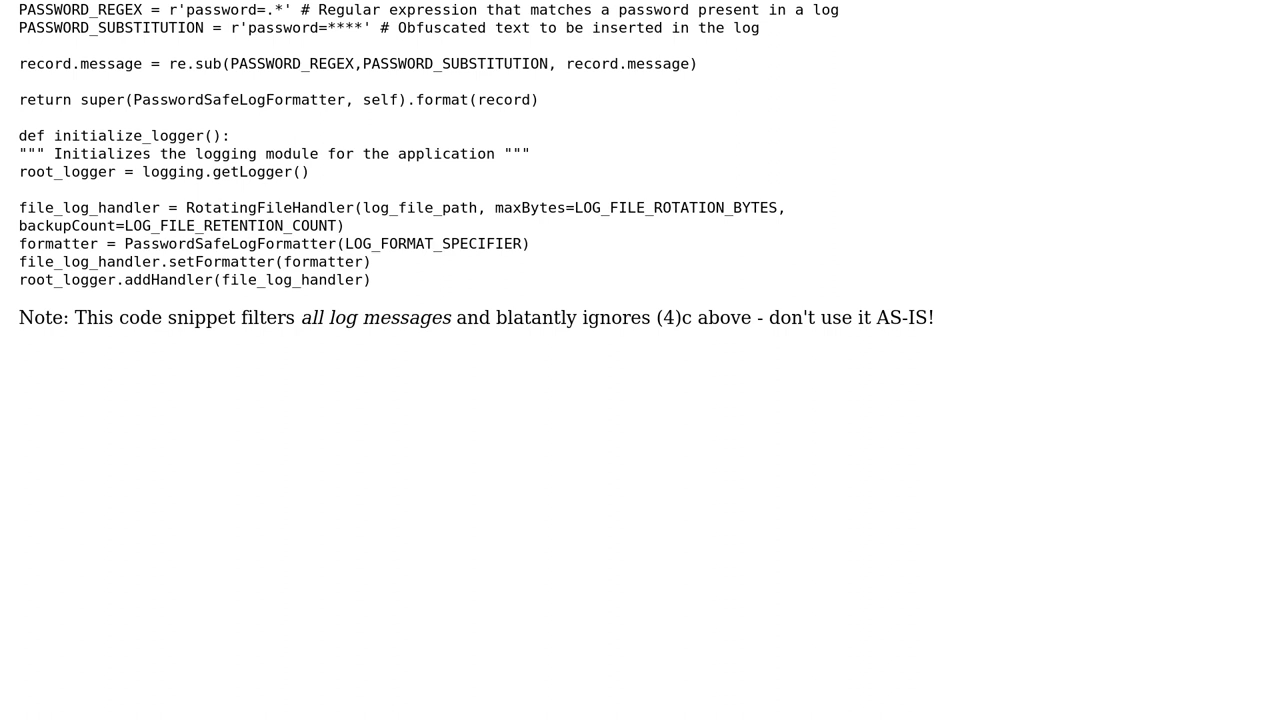 PASSWORD_REGEX = r'password=.*' # Regular expression that matches a password present in a log
PASSWORD_SUBSTITUTION = r'password=****' # Obfuscated text to be inserted in the log
record.message = re.sub(PASSWORD_REGEX,PASSWORD_SUBSTITUTION, record.message)
return super(PasswordSafeLogFormatter, self).format(record)
def initialize_logger():
""" Initializes the logging module for the application """
root_logger = logging.getLogger()
file_log_handler = RotatingFileHandler(log_file_path, maxBytes=LOG_FILE_ROTATION_BYTES,
backupCount=LOG_FILE_RETENTION_COUNT)
formatter = PasswordSafeLogFormatter(LOG_FORMAT_SPECIFIER)
file_log_handler.setFormatter(formatter)
root_logger.addHandler(file_log_handler)
Note: This code snippet filters all log messages and blatantly ignores (4)c above - don't use it AS-IS!